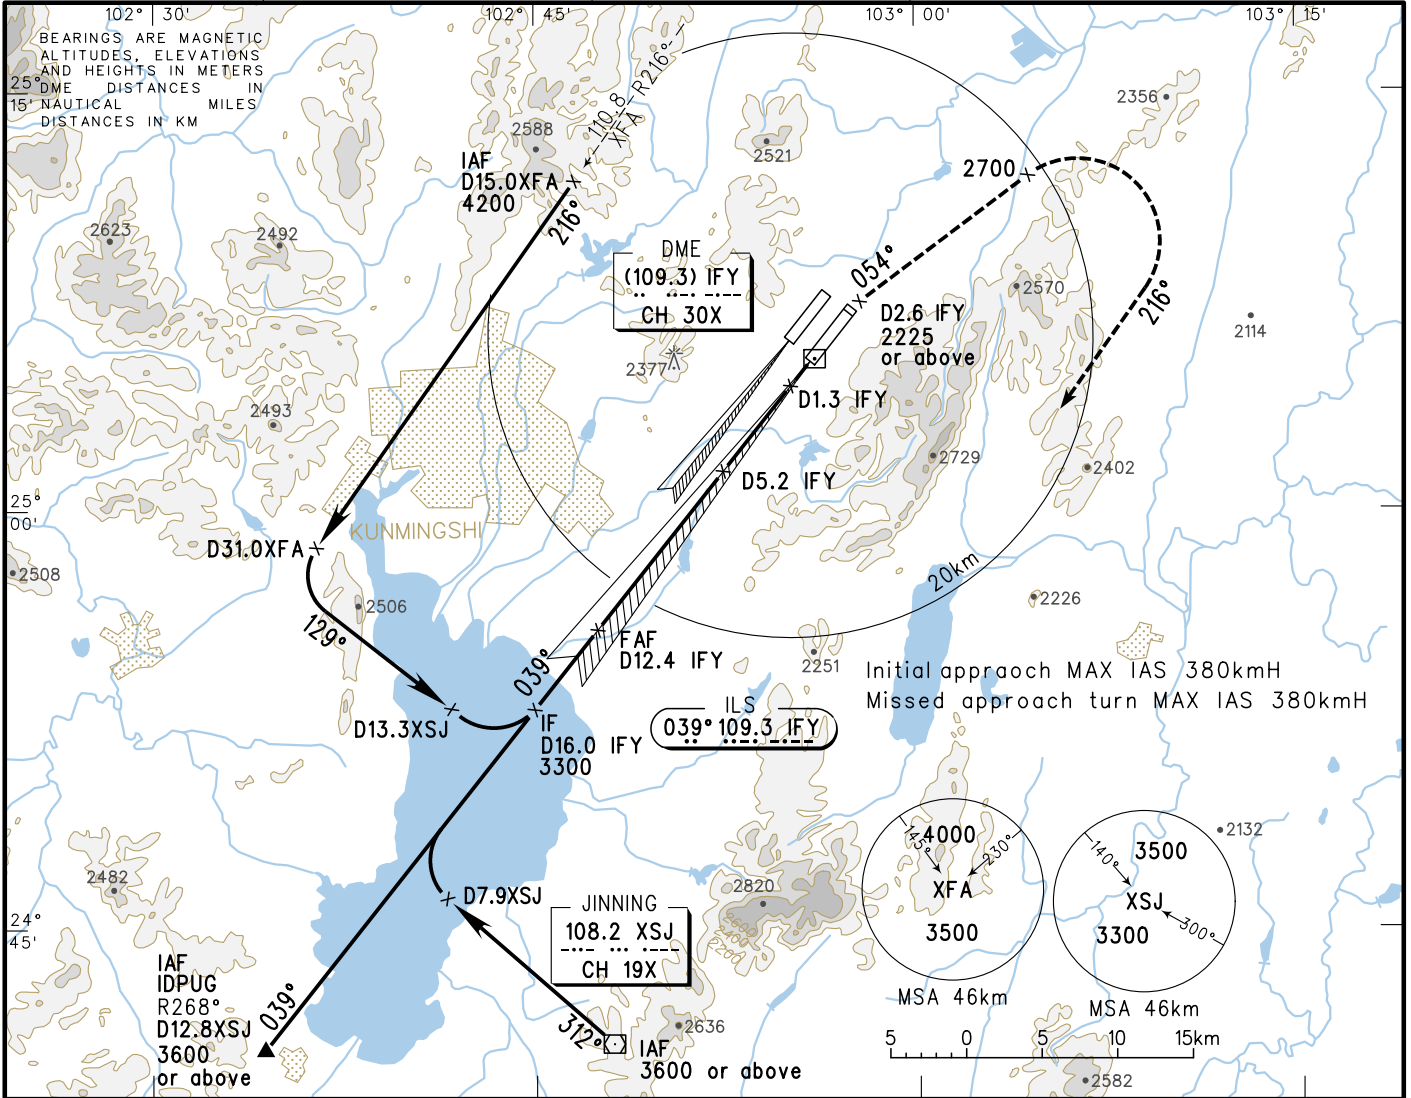 102° 30'
102° 45'
103° 00'
103° 15'
BEARINGS ARE MAGNETIC
ALTITUDES, ELEVATIONS
AND HEIGHTS IN METERS
DME DISTANCES IN
NAUTICAL MILES
DISTANCES IN KM
25°
15'
110.8
XFA
R216°
2588
2521
2356
IAF
D15.0XFA
4200
216°
2700
2623
2492
DME
(109.3) IFY
CH 30X
054°
2570
216°
D2.6 IFY
2225
or above
2114
2377
D1.3 IFY
2493
2729
2402
D5.2 IFY
25°
00'
KUNMINGSHI
D31.0XFA
2508
20km
2506
2226
129°
FAF
D12.4 IFY
2251
Initial appraoch MAX IAS 380kmH
Missed approach turn MAX IAS 380kmH
039°
D13.3XSJ
IF
D16.0 IFY
3300
ILS
039° 109.3 IFY
2132
4000
145°
230°
XFA
3500
MSA 46km
3500
140°
XSJ
300°
3300
MSA 46km
2482
2820
D7.9XSJ
24°
45'
JINNING
108.2 XSJ
CH 19X
IAF
IDPUG
R268°
D12.8XSJ
3600
or above
039°
312°
2636
IAF
3600 or above
5 0 5 10 15km
2582